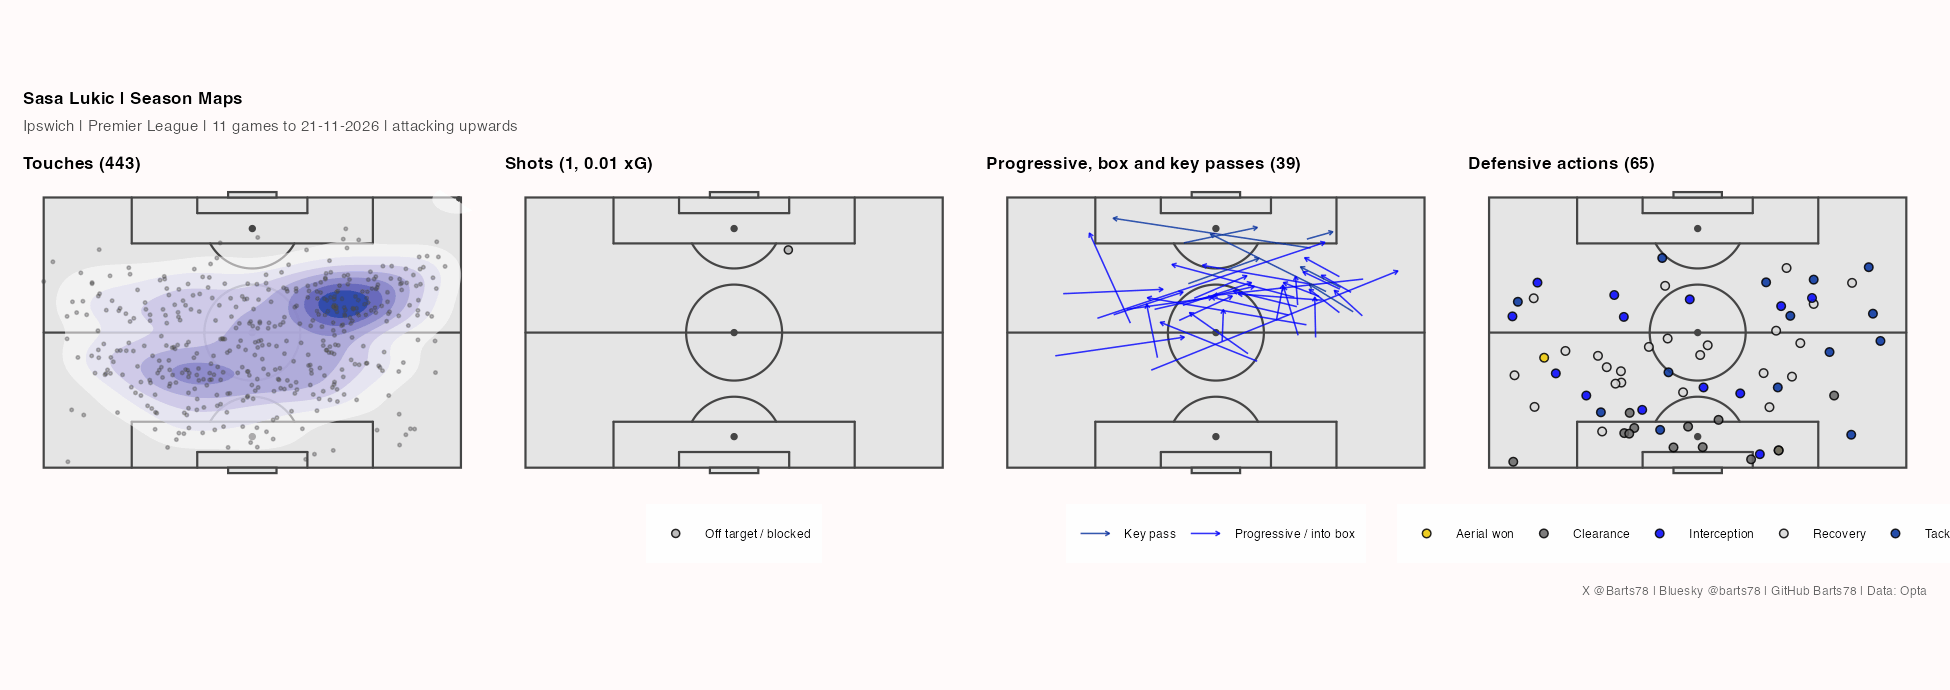 Sasa Lukic | Season Maps
Ipswich | Premier League | 11 games to 21-11-2026 | attacking upwards
Touches (443)
Shots (1, 0.01 xG)
Progressive, box and key passes (39)
Defensive actions (65)
Off target / blocked
Key pass
Progressive / into box
Aerial won
Clearance
Interception
Recovery
Tack
X @Barts78 | Bluesky @barts78 | GitHub Barts78 | Data: Opta